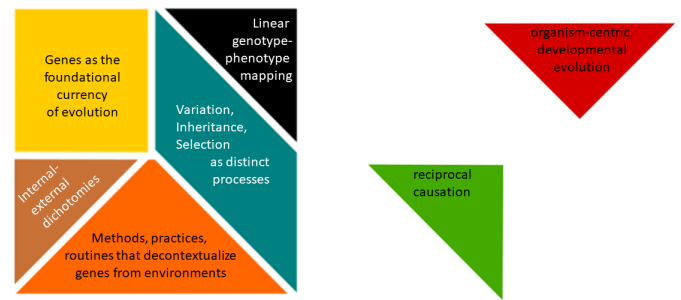 Genes as the
foundational
currency
of evolution
Linear
genotype-
phenotype
mapping
Variation,
Inheritance,
Selection
as distinct
processes
Internal-
external
dichotomies
Methods, practices,
routines that decontextualize
genes from environments
organism-centric,
developmental
evolution
reciprocal
causation